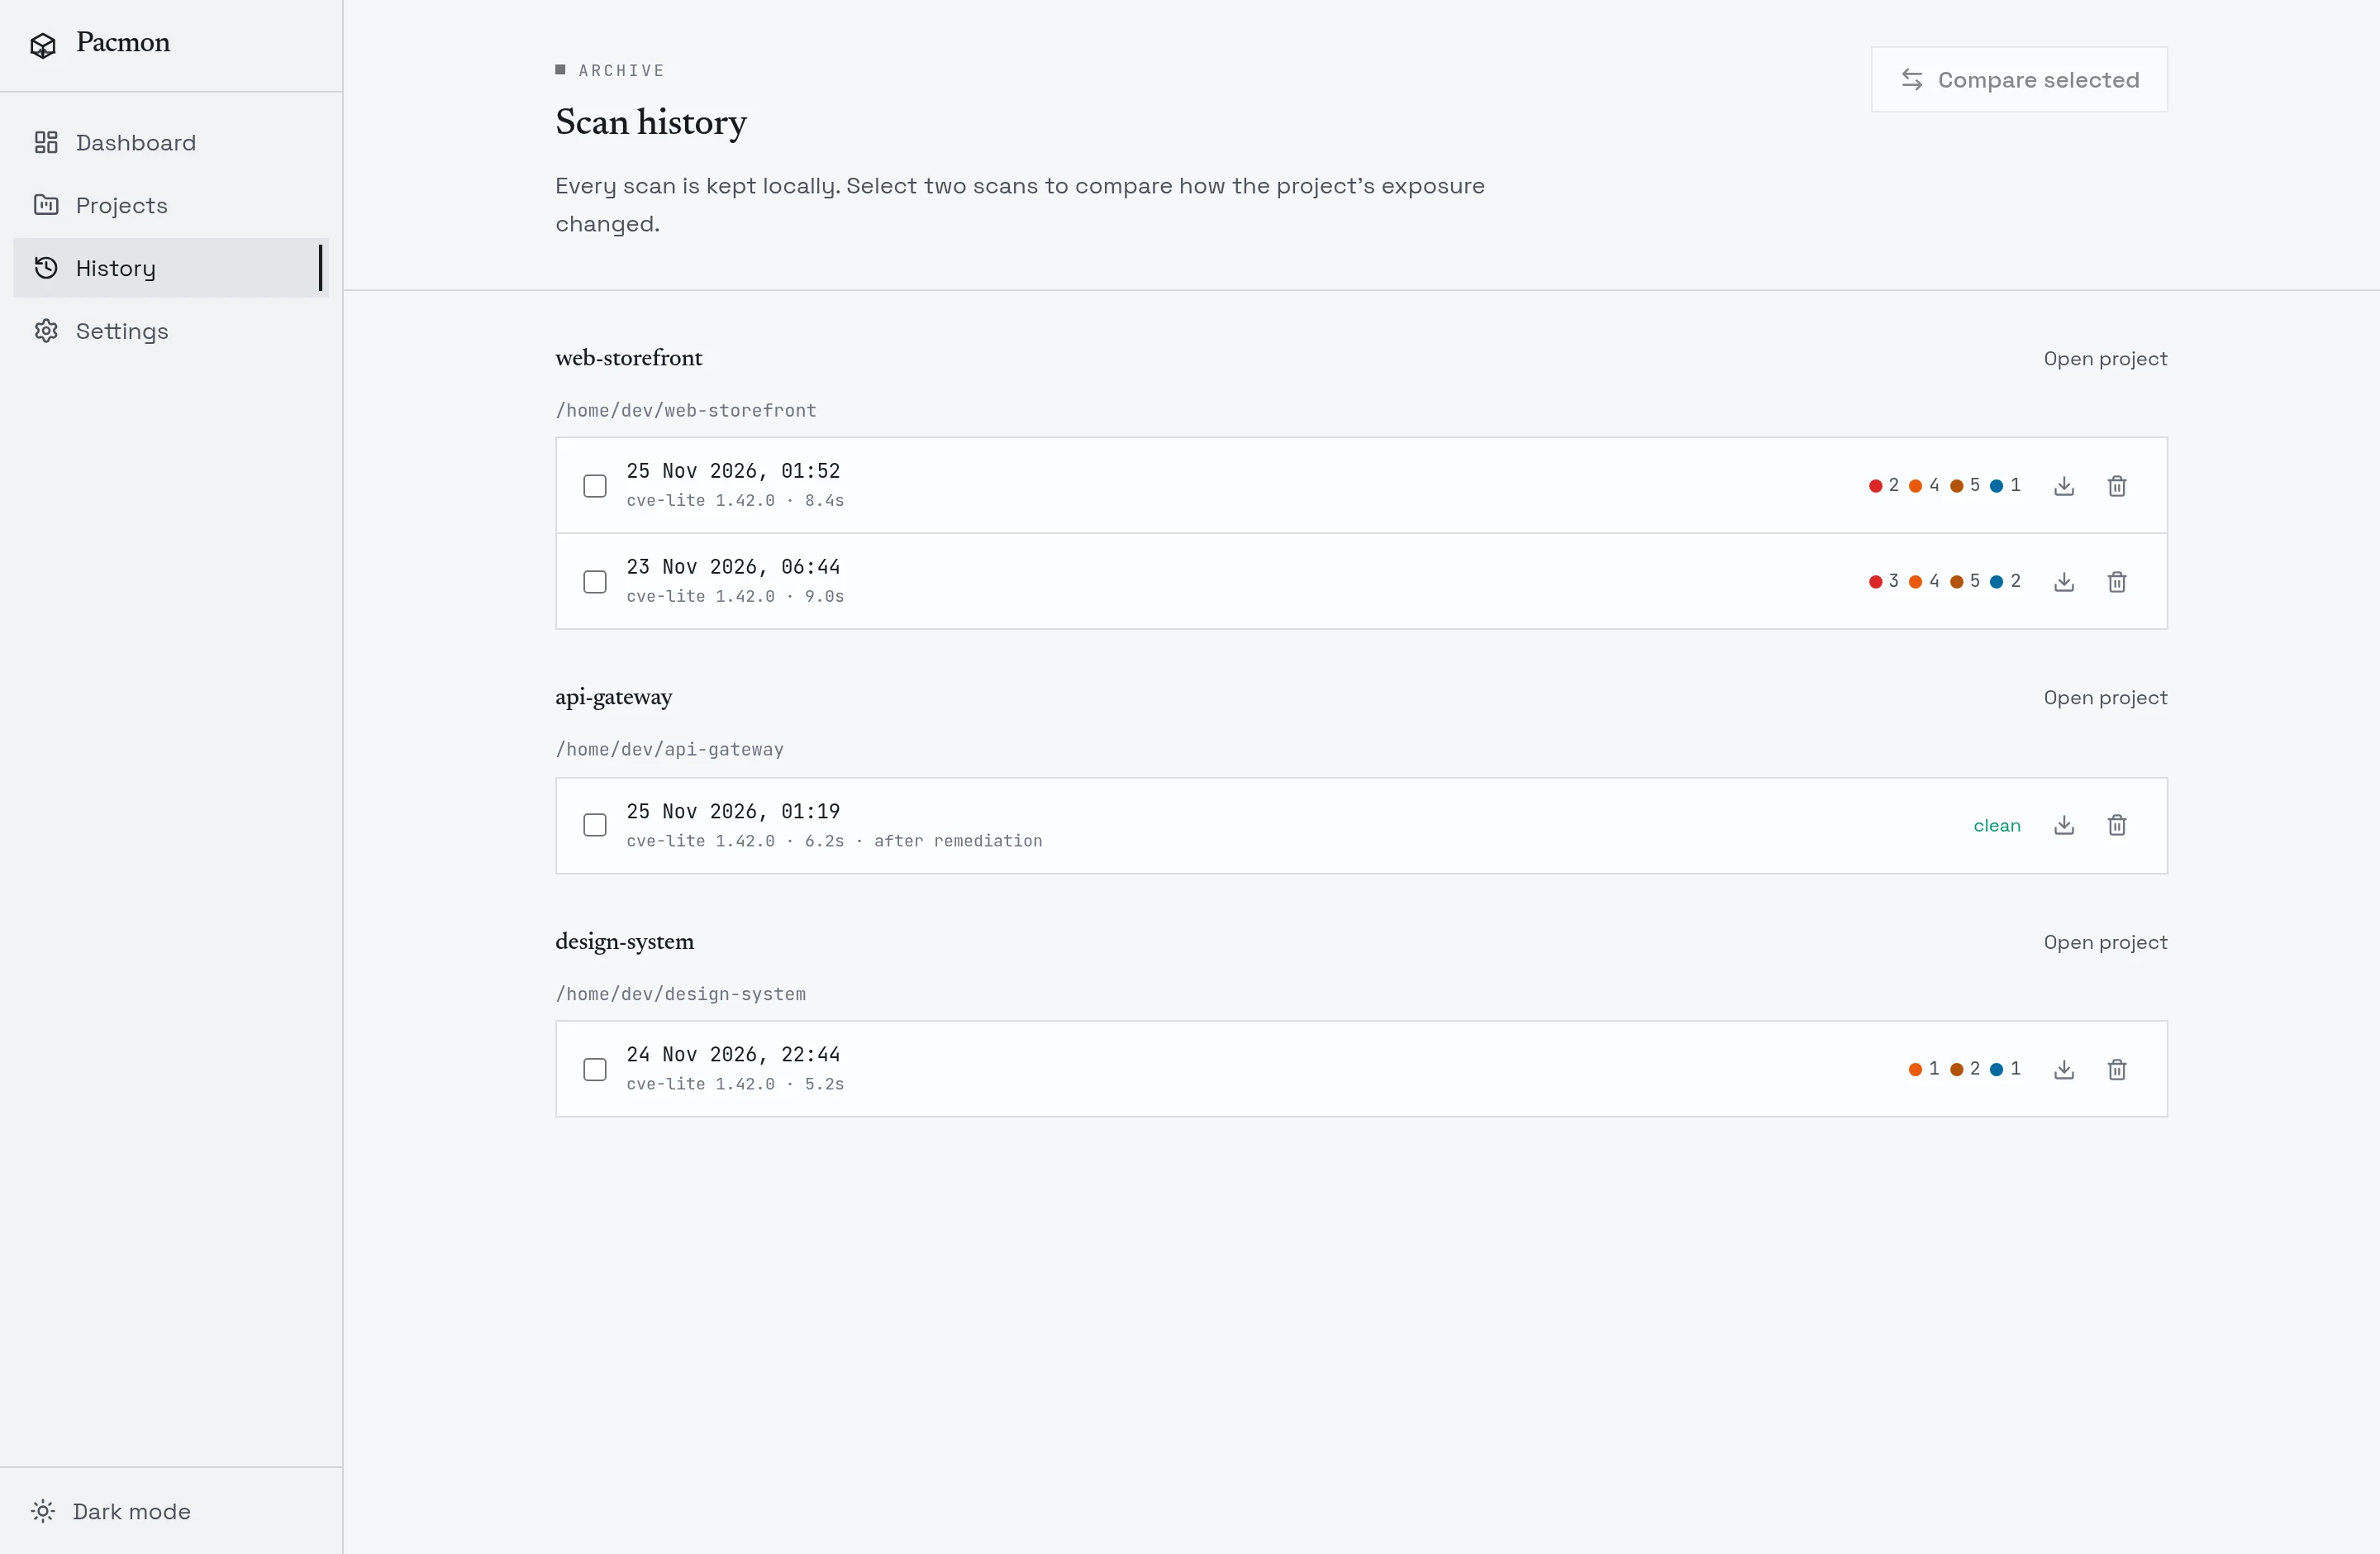 Pacmon
Dashboard
Projects
History
Settings
Dark mode
ARCHIVE
Scan history
Every scan is kept locally. Select two scans to compare how the project's exposure
changed.
Compare selected
web-storefront
Open project
/home/dev/web-storefront
25 Nov 2026, 01:52
cve-lite 1.42.0 · 8.4s
2 4 5 1
23 Nov 2026, 06:44
cve-lite 1.42.0 · 9.0s
3 4 5 2
api-gateway
Open project
/home/dev/api-gateway
25 Nov 2026, 01:19
cve-lite 1.42.0 · 6.2s · after remediation
clean
design-system
Open project
/home/dev/design-system
24 Nov 2026, 22:44
cve-lite 1.42.0 · 5.2s
1 2 1